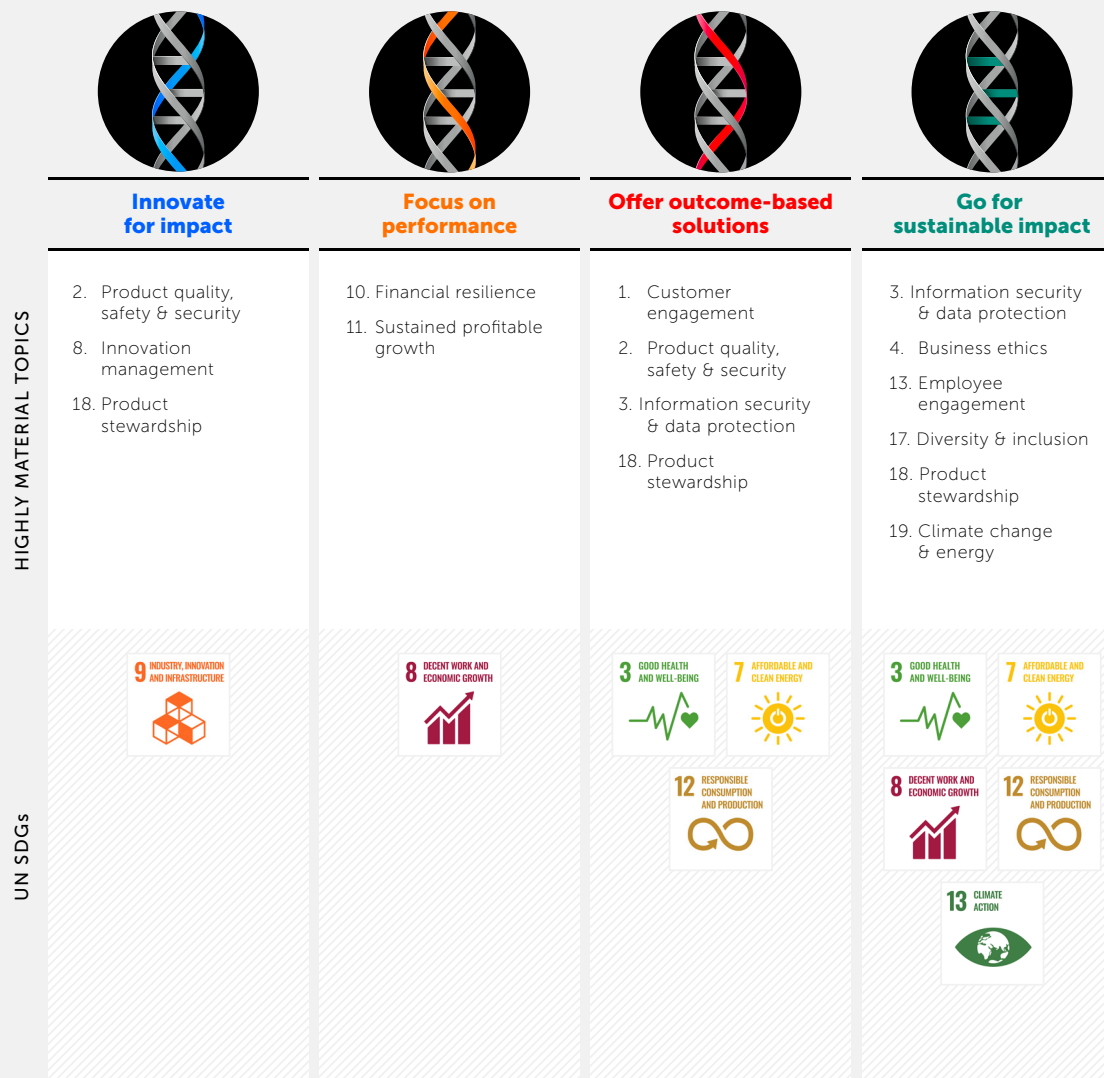 Innovate
for impact
Focus on
performance
Offer outcome-based
solutions
Go for
sustainable impact
HIGHLY MATERIAL TOPICS
2. Product quality,
safety & security
8. Innovation
management
18. Product
stewardship
10. Financial resilience
11. Sustained profitable
growth
1. Customer
engagement
2. Product quality,
safety & security
3. Information security
& data protection
18. Product
stewardship
3. Information security
& data protection
4. Business ethics
13. Employee
engagement
17. Diversity & inclusion
18. Product
stewardship
19. Climate change
& energy
UN SDGs
9 INDUSTRY, INNOVATION
AND INFRASTRUCTURE
8 DECENT WORK AND
ECONOMIC GROWTH
3 GOOD HEALTH
AND WELL-BEING
7 AFFORDABLE AND
CLEAN ENERGY
12 RESPONSIBLE
CONSUMPTION
AND PRODUCTION
3 GOOD HEALTH
AND WELL-BEING
7 AFFORDABLE AND
CLEAN ENERGY
8 DECENT WORK AND
ECONOMIC GROWTH
12 RESPONSIBLE
CONSUMPTION
AND PRODUCTION
13 CLIMATE
ACTION